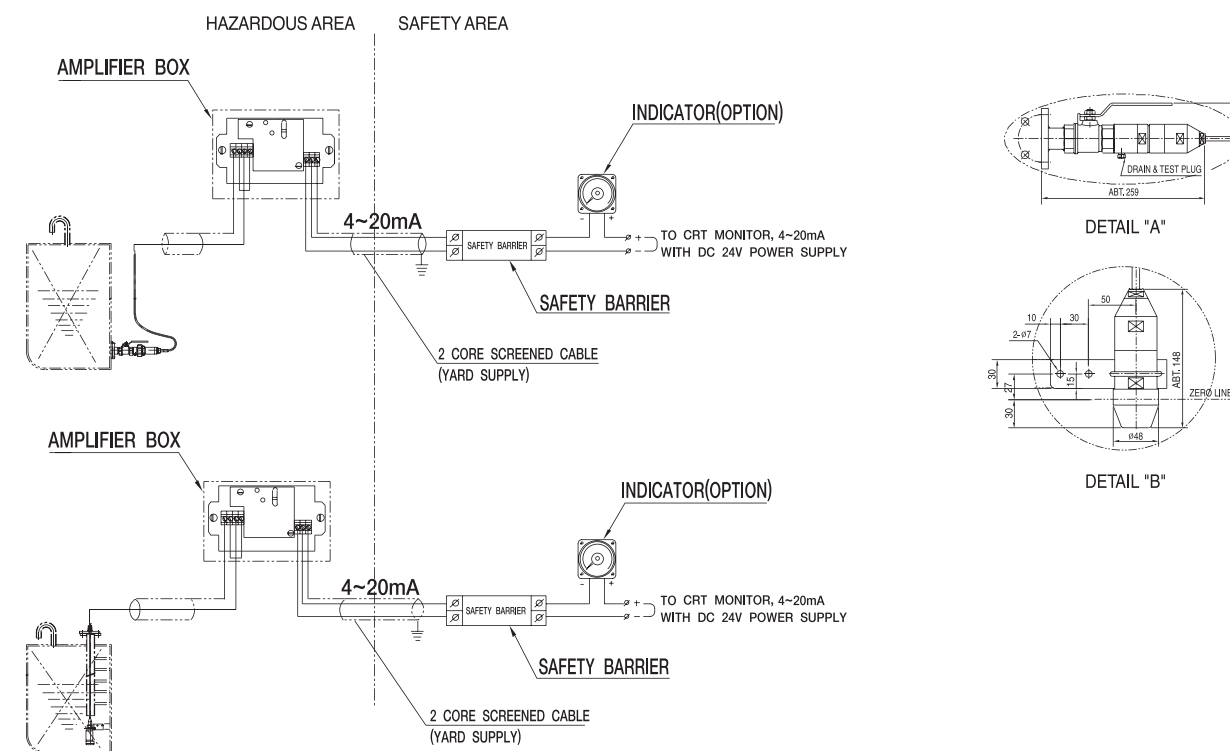 HAZARDOUS AREA
SAFETY AREA
AMPLIFIER BOX
INDICATOR(OPTION)
4~20mA
- +
SAFETY BARRIER
+ TO CRT MONITOR, 4~20mA
- WITH DC 24V POWER SUPPLY
SAFETY BARRIER
2 CORE SCREENED CABLE
(YARD SUPPLY)
AMPLIFIER BOX
INDICATOR(OPTION)
4~20mA
- +
SAFETY BARRIER
+ TO CRT MONITOR, 4~20mA
- WITH DC 24V POWER SUPPLY
SAFETY BARRIER
2 CORE SCREENED CABLE
(YARD SUPPLY)
DRAIN & TEST PLUG
ABT. 259
DETAIL "A"
50
10
30
2-ø7
30
27
15
30
ABT. 148
ZERO LINE
ø48
DETAIL "B"